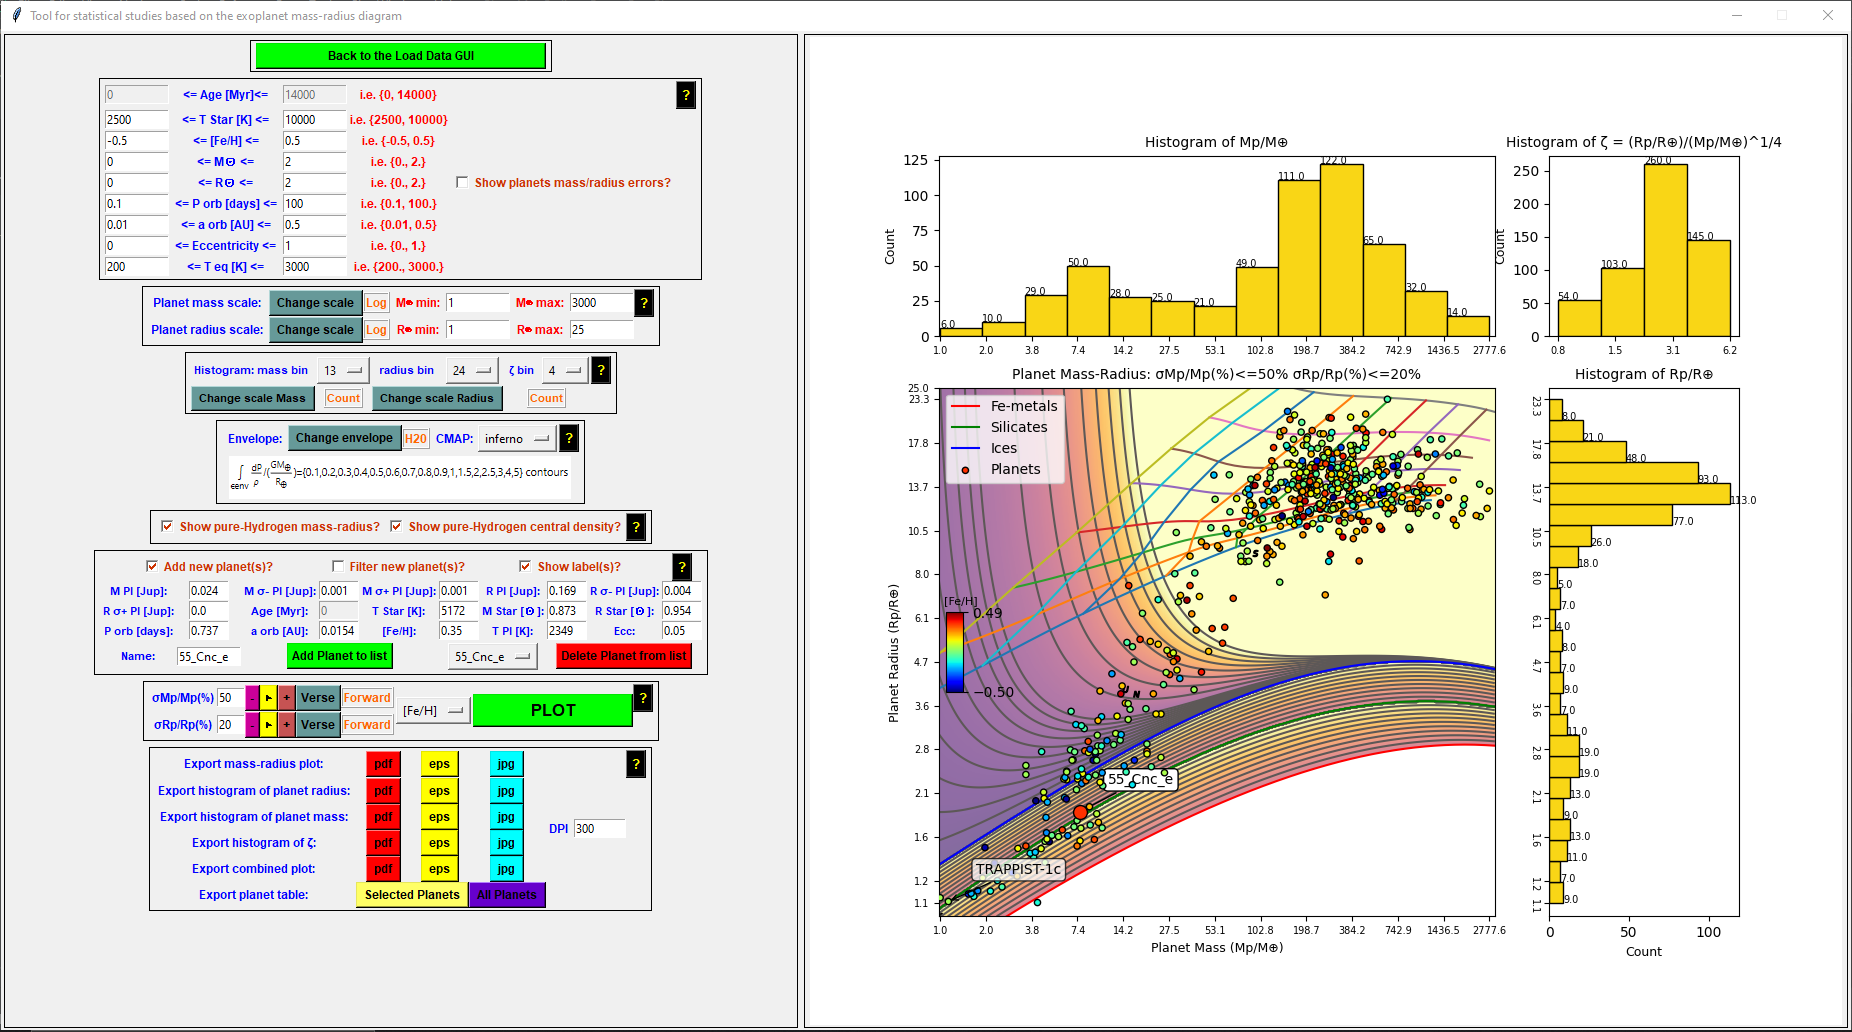 Tool for statistical studies based on the exoplanet mass-radius diagram
Back to the Load Data GUI
0 <= Age [Myr]<= 14000 i.e. {0, 14000} ?
2500 <= T Star [K] <= 10000 i.e. {2500, 10000}
-0.5 <= [Fe/H] <= 0.5 i.e. {-0.5, 0.5}
0 <= M⊙ <= 2 i.e. {0., 2.}
0 <= R⊙ <= 2 i.e. {0., 2.} Show planets mass/radius errors?
0.1 <= P orb [days] <= 100 i.e. {0.1, 100.}
0.01 <= a orb [AU] <= 0.5 i.e. {0.01, 0.5}
0 <= Eccentricity <= 1 i.e. {0., 1.}
200 <= T eq [K] <= 3000 i.e. {200., 3000.}
Planet mass scale: Change scale Log M⊕ min: 1 M⊕ max: 3000 ?
Planet radius scale: Change scale Log R⊕ min: 1 R⊕ max: 25
Histogram: mass bin 13 radius bin 24 ζ bin 4 ?
Change scale Mass Count Change scale Radius Count
Envelope: Change envelope H20 CMAP: inferno ?
∫ϵenv dP/ρ /(GM⊕/R⊕)={0.1,0.2,0.3,0.4,0.5,0.6,0.7,0.8,0.9,1,1.5,2,2.5,3,4,5} contours
Show pure-Hydrogen mass-radius? Show pure-Hydrogen central density? ?
Add new planet(s)? Filter new planet(s)? Show label(s)? ?
M Pl [Jup]: 0.024 M σ- Pl [Jup]: 0.001 M σ+ Pl [Jup]: 0.001 R Pl [Jup]: 0.169 R σ- Pl [Jup]: 0.004
R σ+ Pl [Jup]: 0.0 Age [Myr]: 0 T Star [K]: 5172 M Star [⊙]: 0.873 R Star [⊙]: 0.954
P orb [days]: 0.737 a orb [AU]: 0.0154 [Fe/H]: 0.35 T Pl [K]: 2349 Ecc: 0.05
Name: 55_Cnc_e Add Planet to list 55_Cnc_e Delete Planet from list
σMp/Mp(%) 50 - + Verse Forward [Fe/H] PLOT ?
σRp/Rp(%) 20 - + Verse Forward
Export mass-radius plot: pdf eps jpg ?
Export histogram of planet radius: pdf eps jpg
Export histogram of planet mass: pdf eps jpg
Export histogram of ζ: pdf eps jpg DPI 300
Export combined plot: pdf eps jpg
Export planet table: Selected Planets All Planets
Histogram of Mp/M⊕
Count
125
100
75
50
25
0
6.0 10.0 29.0 50.0 28.0 25.0 21.0 49.0 111.0 122.0 65.0 32.0 14.0
1.0 2.0 3.8 7.4 14.2 27.5 53.1 102.8 198.7 384.2 742.9 1436.5 2777.6
Histogram of ζ = (Rp/R⊕)/(Mp/M⊕)^1/4
Count
250
200
150
100
50
0
54.0 103.0 260.0 145.0
0.8 1.5 3.1 6.2
Planet Mass-Radius: σMp/Mp(%)<=50% σRp/Rp(%)<=20%
Planet Radius (Rp/R⊕)
25.0
23.3
17.8
13.7
10.5
8.0
6.1
4.7
3.6
2.8
2.1
1.6
1.2
1.1
Fe-metals
Silicates
Ices
Planets
[Fe/H]
0.49
−0.50
S
U
N
55_Cnc_e
TRAPPIST-1c
1.0 2.0 3.8 7.4 14.2 27.5 53.1 102.8 198.7 384.2 742.9 1436.5 2777.6
Planet Mass (Mp/M⊕)
Histogram of Rp/R⊕
23.3
17.8
13.7
10.5
8.0
6.1
4.7
3.6
2.8
2.1
1.6
1.2
1.1
8.0
21.0
48.0
93.0
113.0
77.0
26.0
18.0
5.0
7.0
4.0
8.0
7.0
9.0
7.0
11.0
19.0
19.0
13.0
9.0
13.0
11.0
7.0
9.0
0 50 100
Count